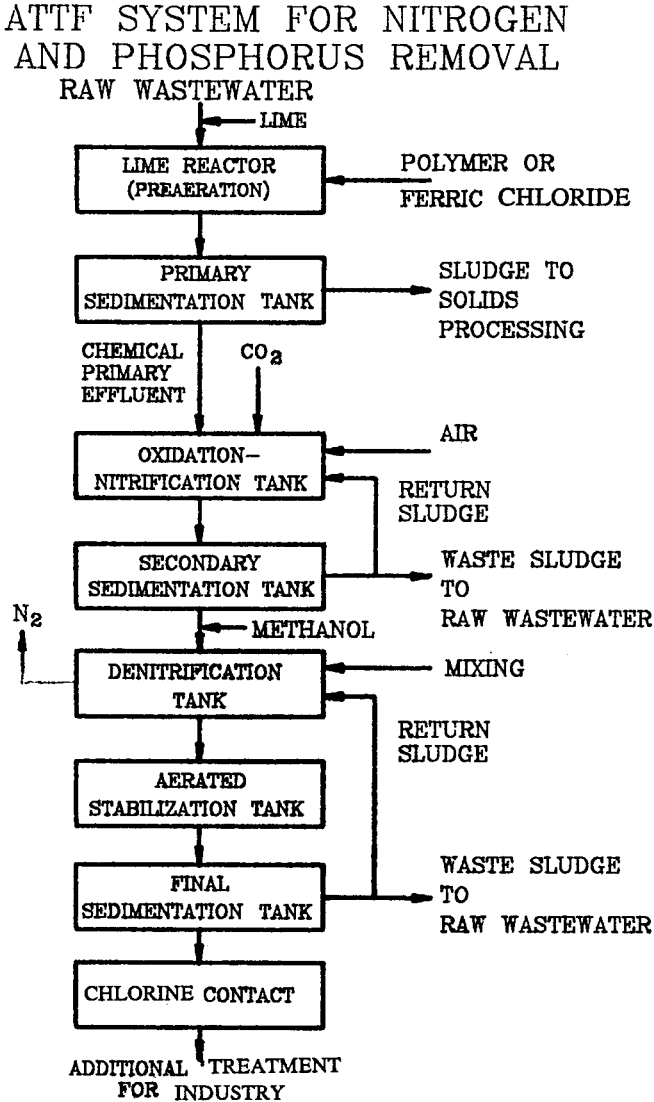 ATTF SYSTEM FOR NITROGEN
AND PHOSPHORUS REMOVAL
RAW WASTEWATER
LIME
LIME REACTOR
(PREAERATION)
POLYMER OR
FERRIC CHLORIDE
PRIMARY
SEDIMENTATION TANK
SLUDGE TO
SOLIDS
PROCESSING
CHEMICAL
PRIMARY
EFFLUENT
CO2
AIR
OXIDATION-
NITRIFICATION TANK
RETURN
SLUDGE
SECONDARY
SEDIMENTATION TANK
WASTE SLUDGE
TO
RAW WASTEWATER
N2
METHANOL
DENITRIFICATION
TANK
MIXING
RETURN
SLUDGE
AERATED
STABILIZATION TANK
FINAL
SEDIMENTATION TANK
WASTE SLUDGE
TO
RAW WASTEWATER
CHLORINE CONTACT
ADDITIONAL TREATMENT
FOR INDUSTRY